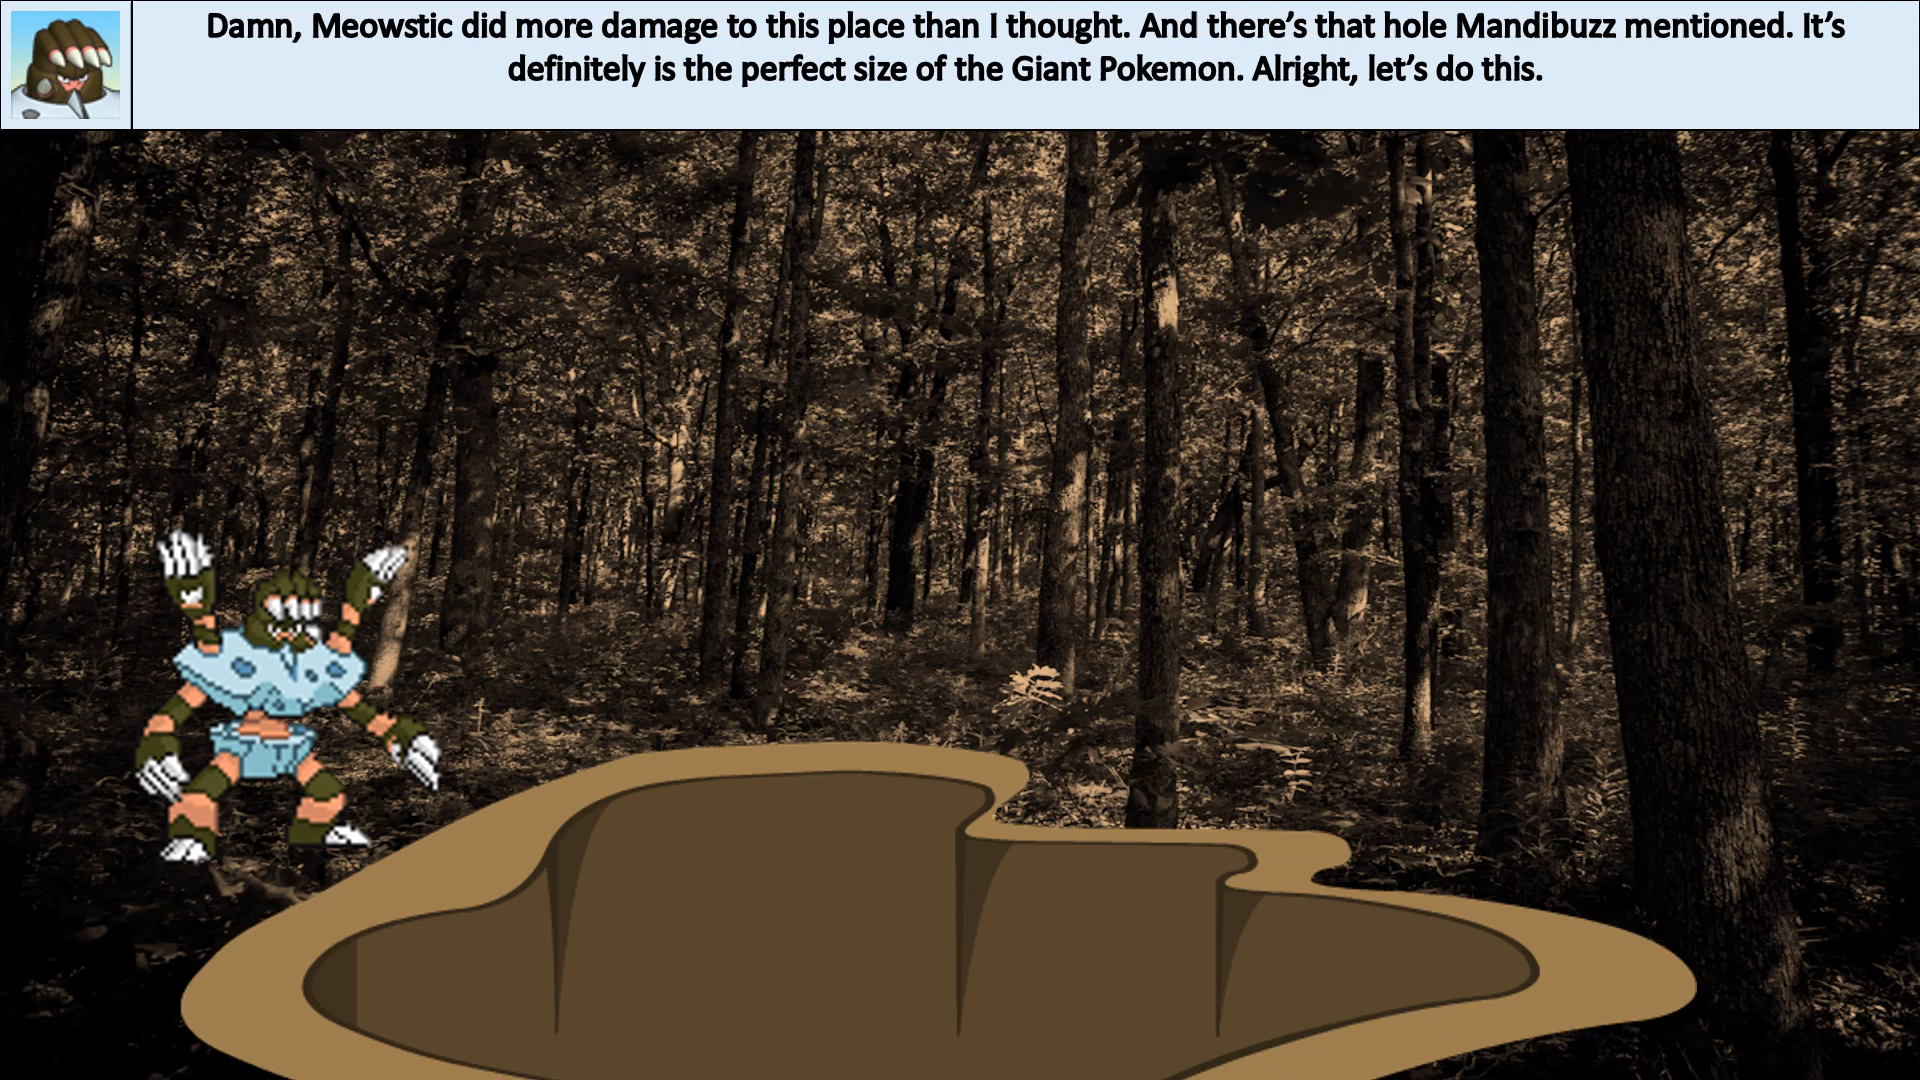 Damn, Meowstic did more damage to this place than I thought. And there’s that hole Mandibuzz mentioned. It’s
definitely is the perfect size of the Giant Pokemon. Alright, let’s do this.